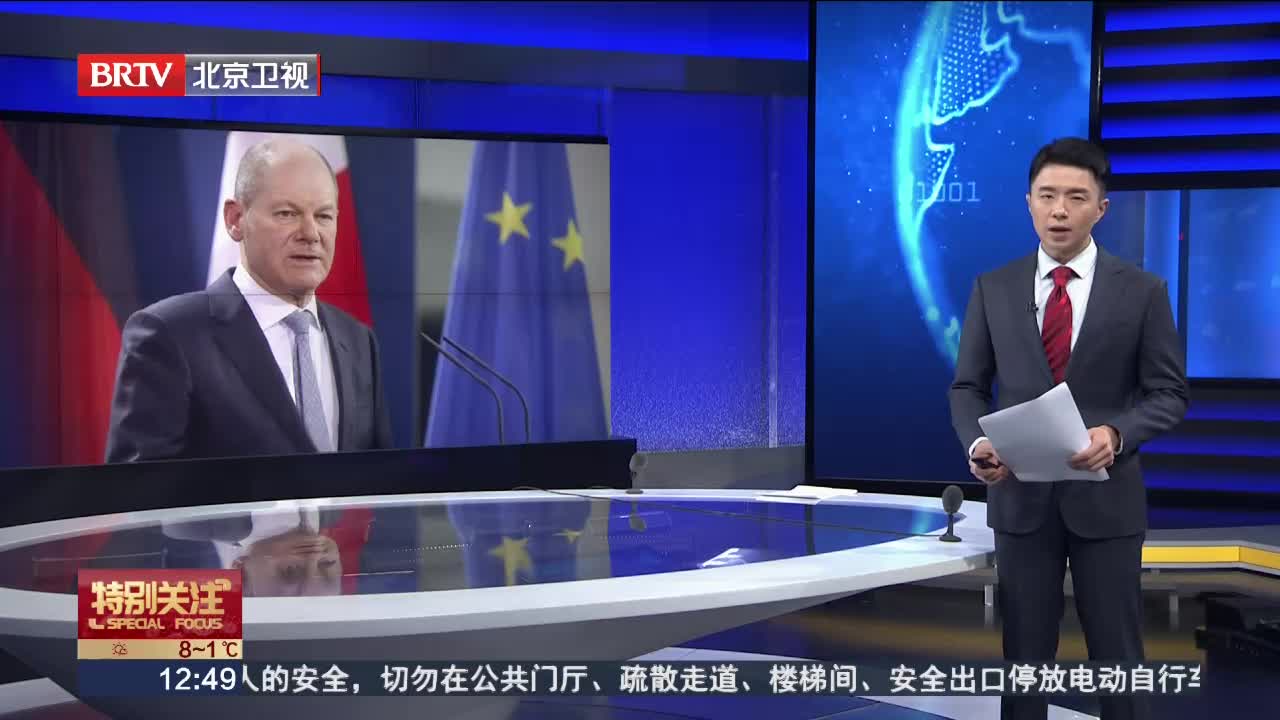 BRTV 北京卫视
1001
特别关注
SPECIAL FOCUS
8~1℃
12:49 人的安全，切勿在公共门厅、疏散走道、楼梯间、安全出口停放电动自行车